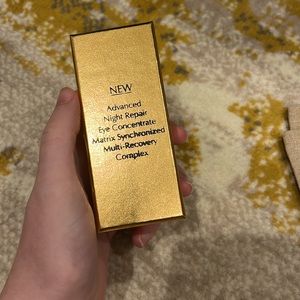 NEW
Advanced
Night Repair
Eye Concentrate
Matrix Synchronized
Multi-Recovery
Complex